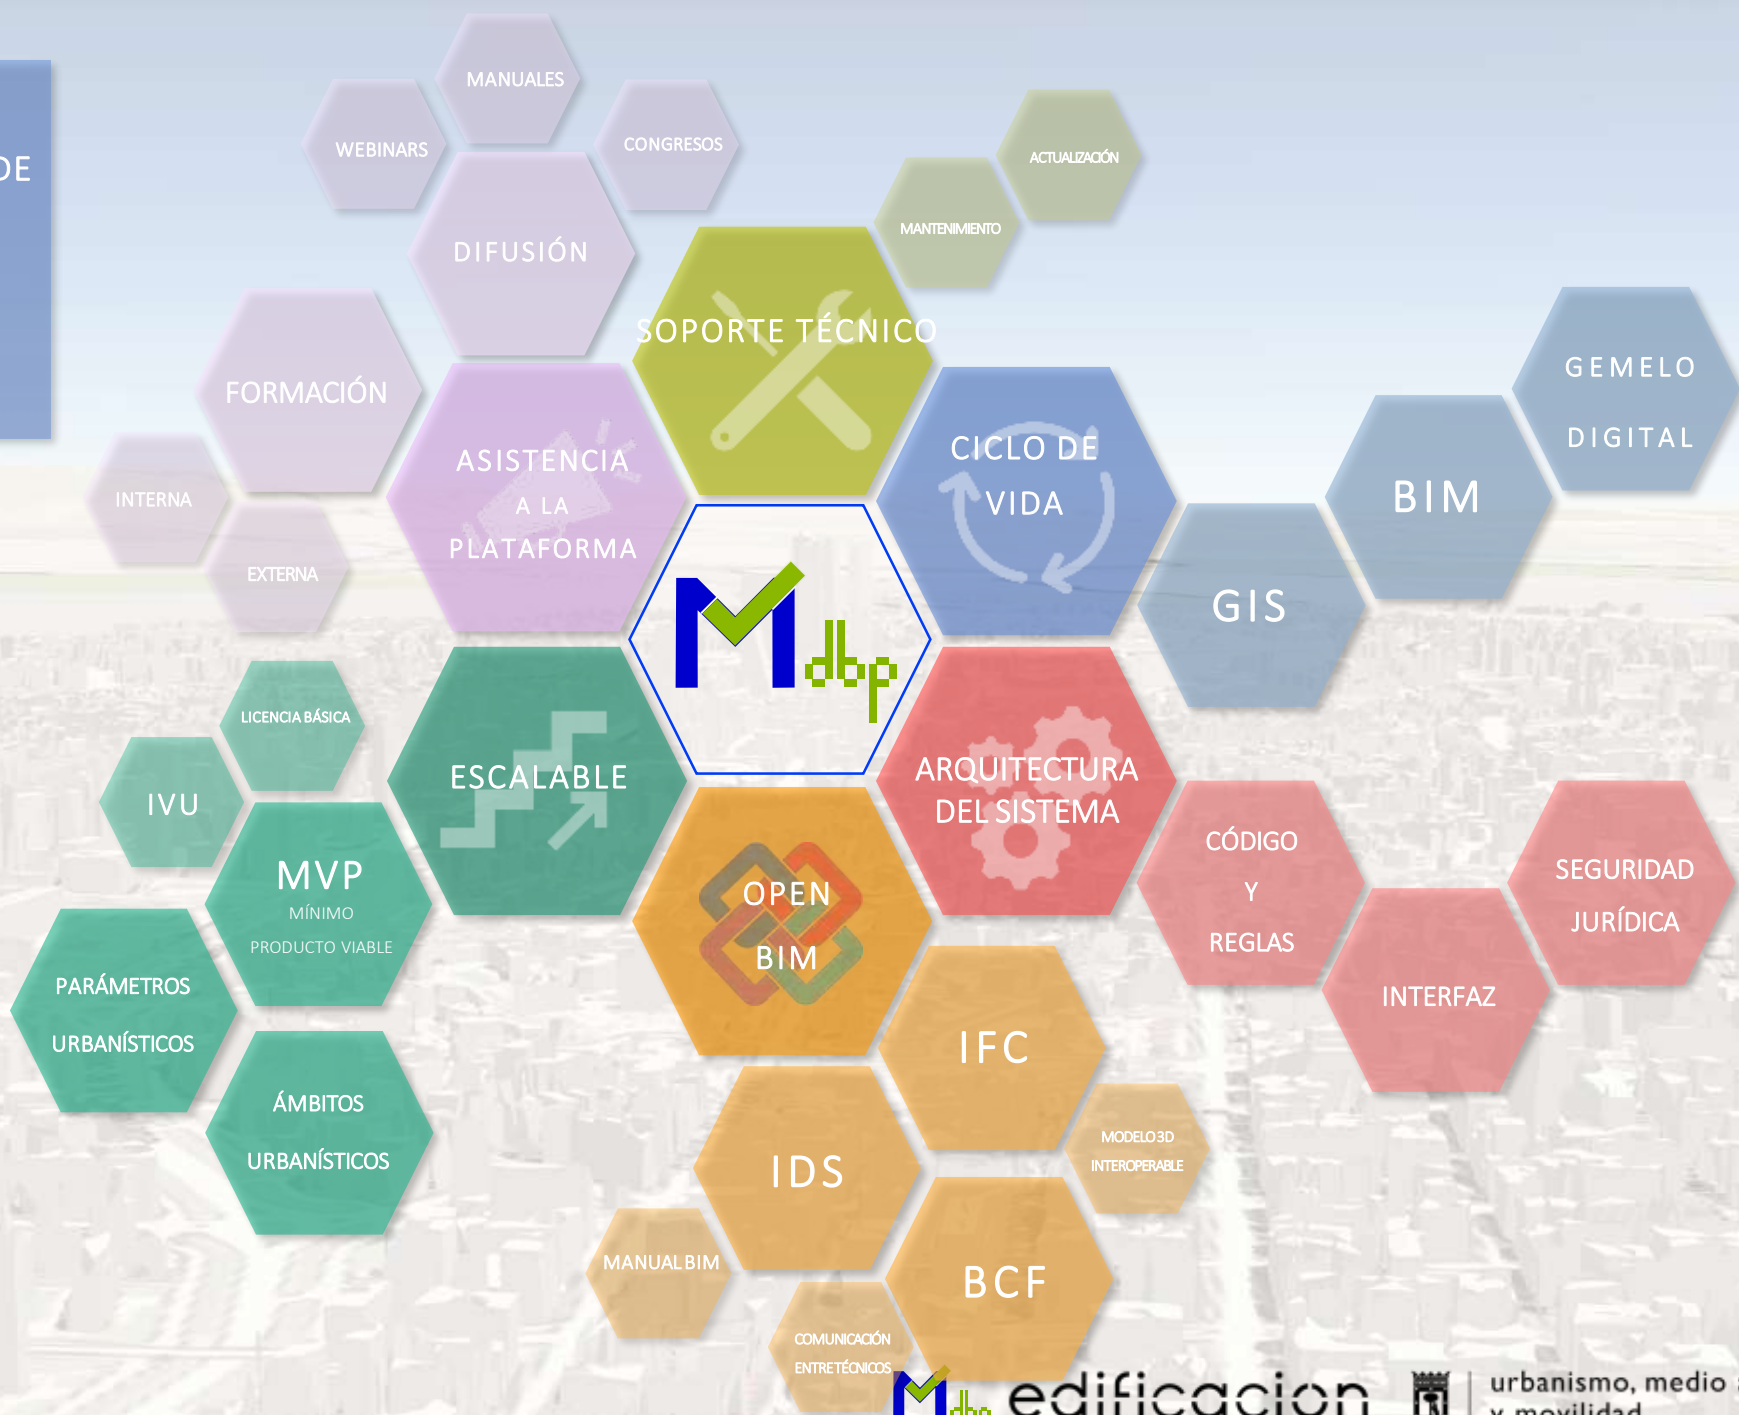 DE
MANUALES
WEBINARS
CONGRESOS
ACTUALIZACIÓN
MANTENIMIENTO
DIFUSIÓN
SOPORTE TÉCNICO
FORMACIÓN
INTERNA
EXTERNA
ASISTENCIA
A LA
PLATAFORMA
CICLO DE
VIDA
GEMELO
DIGITAL
BIM
GIS
Mdbp
LICENCIA BÁSICA
IVU
ESCALABLE
MVP
MÍNIMO
PRODUCTO VIABLE
PARÁMETROS
URBANÍSTICOS
ÁMBITOS
URBANÍSTICOS
ARQUITECTURA
DEL SISTEMA
CÓDIGO
Y
REGLAS
SEGURIDAD
JURÍDICA
INTERFAZ
OPEN
BIM
IFC
MODELO 3D
INTEROPERABLE
IDS
MANUAL BIM
BCF
COMUNICACIÓN
ENTRE TÉCNICOS
Mdbp
edificacion
urbanismo, medio
y movilidad